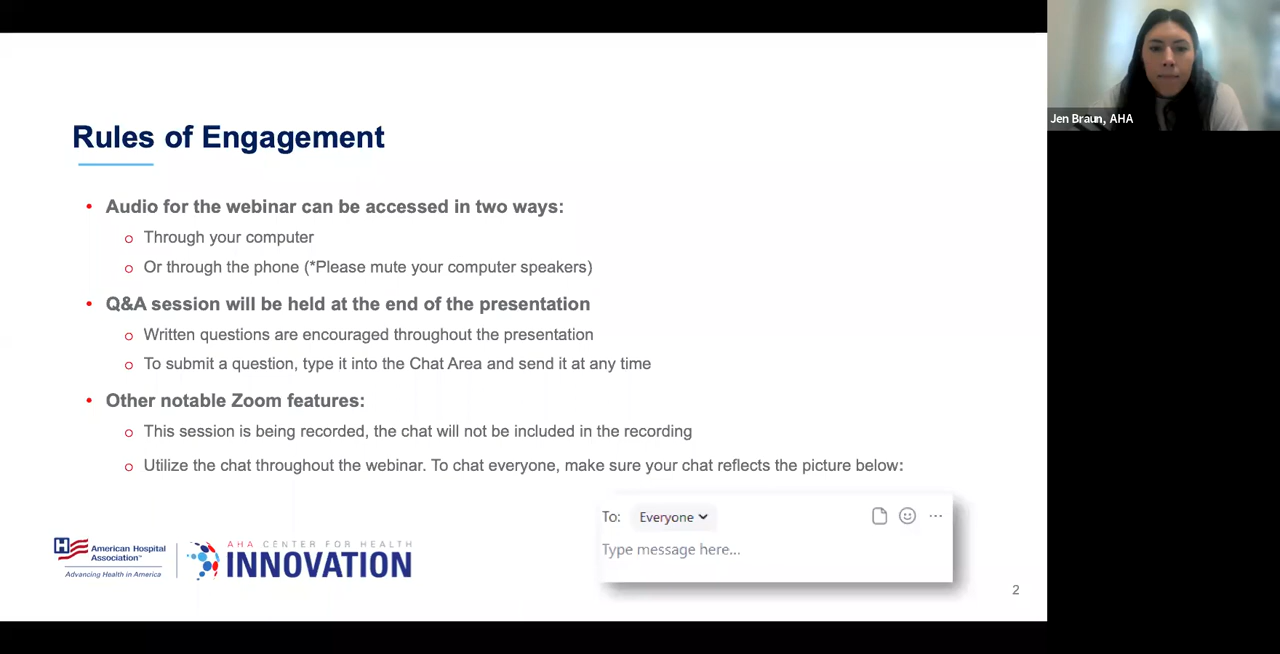 Jen Braun, AHA
Rules of Engagement
• Audio for the webinar can be accessed in two ways:
o Through your computer
o Or through the phone (*Please mute your computer speakers)
• Q&A session will be held at the end of the presentation
o Written questions are encouraged throughout the presentation
o To submit a question, type it into the Chat Area and send it at any time
• Other notable Zoom features:
o This session is being recorded, the chat will not be included in the recording
o Utilize the chat throughout the webinar. To chat everyone, make sure your chat reflects the picture below:
To: Everyone
Type message here...
H American Hospital
Association™
Advancing Health in America
AHA CENTER FOR HEALTH
INNOVATION
2